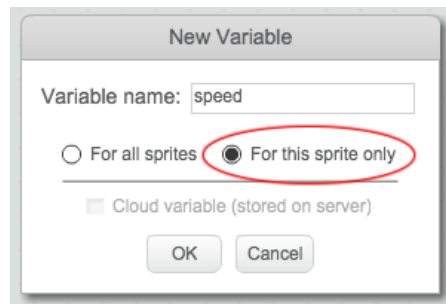 New Variable
Variable name: speed
For all sprites For this sprite only
Cloud variable (stored on server)
OK Cancel